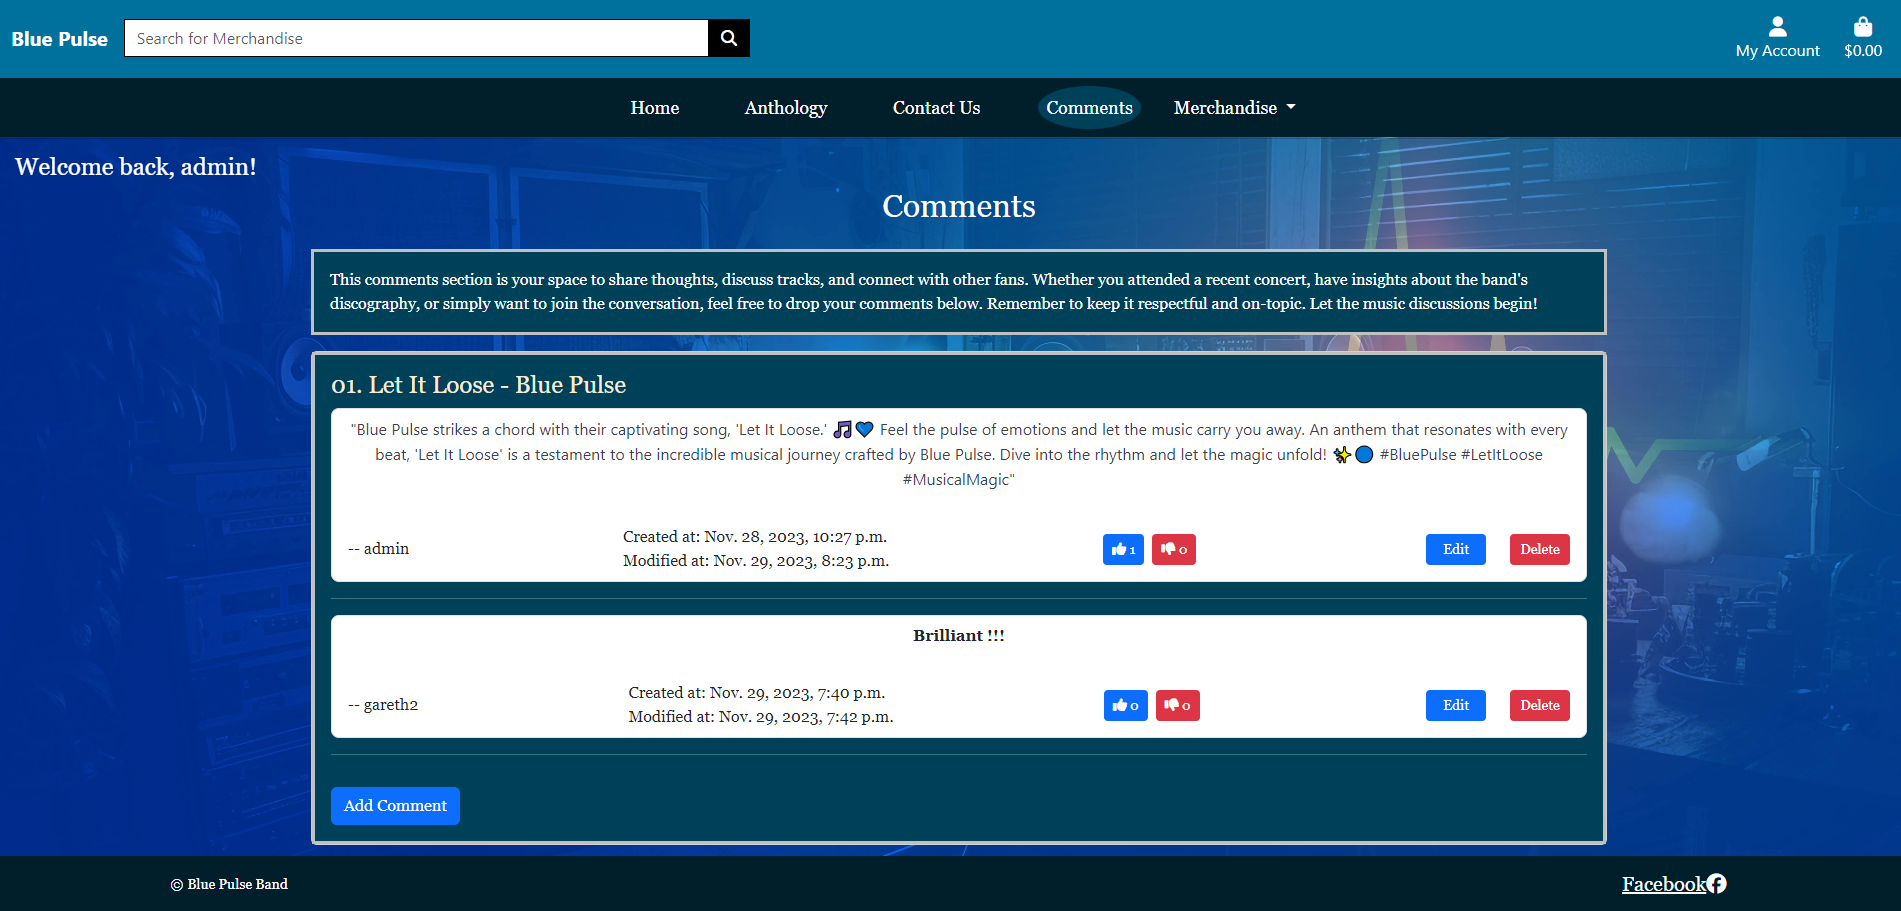 Blue Pulse
Search for Merchandise
My Account
$0.00
Home
Anthology
Contact Us
Comments
Merchandise
Welcome back, admin!
Comments
This comments section is your space to share thoughts, discuss tracks, and connect with other fans. Whether you attended a recent concert, have insights about the band's
discography, or simply want to join the conversation, feel free to drop your comments below. Remember to keep it respectful and on-topic. Let the music discussions begin!
01. Let It Loose - Blue Pulse
"Blue Pulse strikes a chord with their captivating song, 'Let It Loose.' 🎵💙 Feel the pulse of emotions and let the music carry you away. An anthem that resonates with every
beat, 'Let It Loose' is a testament to the incredible musical journey crafted by Blue Pulse. Dive into the rhythm and let the magic unfold! ✨🔵 #BluePulse #LetItLoose
#MusicalMagic"
-- admin
Created at: Nov. 28, 2023, 10:27 p.m.
Modified at: Nov. 29, 2023, 8:23 p.m.
1
0
Edit
Delete
Brilliant !!!
-- gareth2
Created at: Nov. 29, 2023, 7:40 p.m.
Modified at: Nov. 29, 2023, 7:42 p.m.
0
0
Edit
Delete
Add Comment
© Blue Pulse Band
Facebook